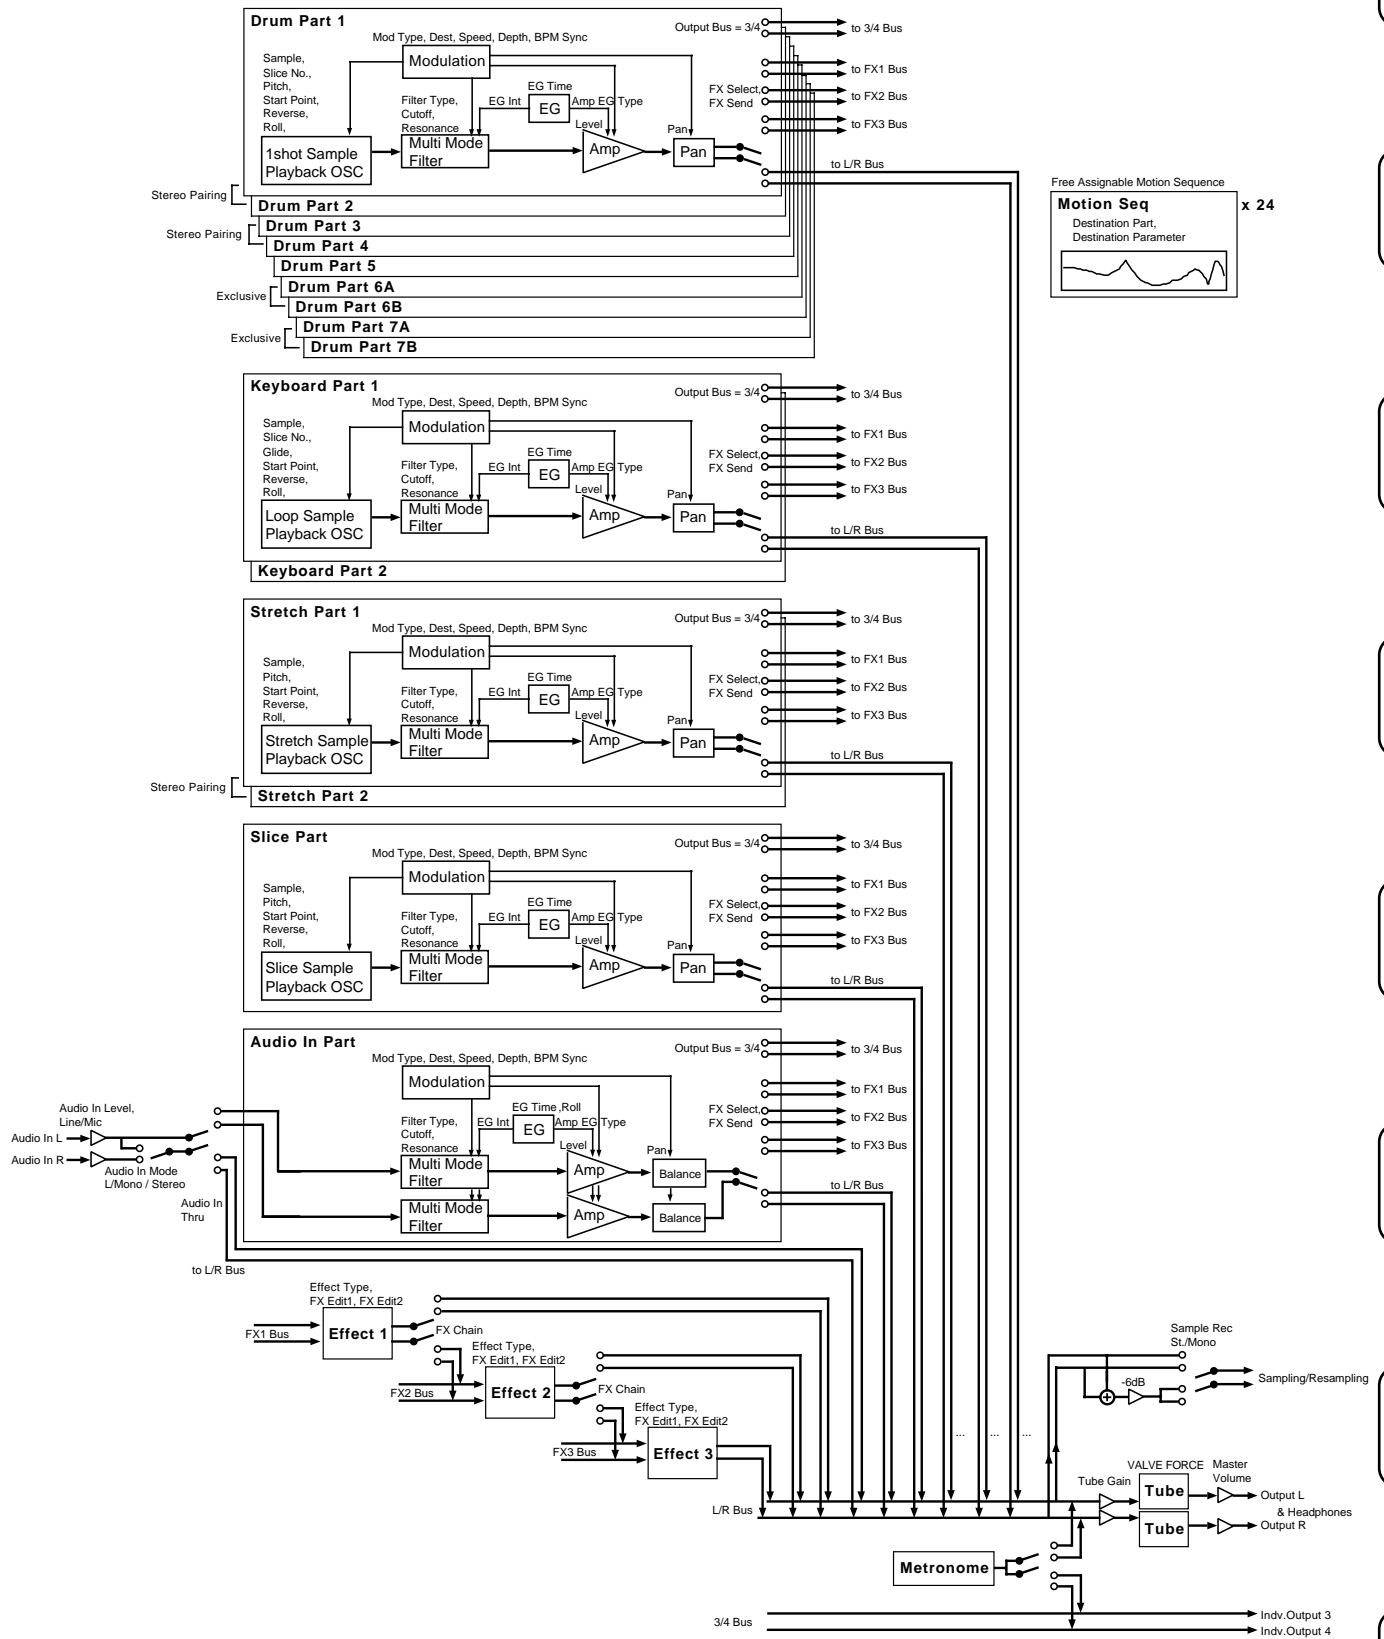 Drum Part 1
Mod Type, Dest, Speed, Depth, BPM Sync
Output Bus = 3/4
to 3/4 Bus
Sample,
Slice No.,
Pitch,
Start Point,
Reverse,
Roll,
Modulation
Filter Type,
Cutoff,
Resonance
EG Int
EG Time
EG
Amp EG Type
Level
Pan
FX Select,
FX Send
to FX1 Bus
to FX2 Bus
to FX3 Bus
1shot Sample
Playback OSC
Multi Mode
Filter
Amp
Pan
to L/R Bus
Stereo Pairing
Drum Part 2
Stereo Pairing
Drum Part 3
Drum Part 4
Drum Part 5
Exclusive
Drum Part 6A
Drum Part 6B
Exclusive
Drum Part 7A
Drum Part 7B
Free Assignable Motion Sequence
Motion Seq
x 24
Destination Part,
Destination Parameter
Keyboard Part 1
Mod Type, Dest, Speed, Depth, BPM Sync
Output Bus = 3/4
to 3/4 Bus
Sample,
Slice No.,
Glide,
Start Point,
Reverse,
Roll,
Modulation
Filter Type,
Cutoff,
Resonance
EG Int
EG Time
EG
Amp EG Type
Level
Pan
FX Select,
FX Send
to FX1 Bus
to FX2 Bus
to FX3 Bus
Loop Sample
Playback OSC
Multi Mode
Filter
Amp
Pan
to L/R Bus
Keyboard Part 2
Stretch Part 1
Mod Type, Dest, Speed, Depth, BPM Sync
Output Bus = 3/4
to 3/4 Bus
Sample,
Pitch,
Start Point,
Reverse,
Roll,
Modulation
Filter Type,
Cutoff,
Resonance
EG Int
EG Time
EG
Amp EG Type
Level
Pan
FX Select,
FX Send
to FX1 Bus
to FX2 Bus
to FX3 Bus
Stretch Sample
Playback OSC
Multi Mode
Filter
Amp
Pan
to L/R Bus
Stereo Pairing
Stretch Part 2
Slice Part
Mod Type, Dest, Speed, Depth, BPM Sync
Output Bus = 3/4
to 3/4 Bus
Sample,
Pitch,
Start Point,
Reverse,
Roll,
Modulation
Filter Type,
Cutoff,
Resonance
EG Int
EG Time
EG
Amp EG Type
Level
Pan
FX Select,
FX Send
to FX1 Bus
to FX2 Bus
to FX3 Bus
Slice Sample
Playback OSC
Multi Mode
Filter
Amp
Pan
to L/R Bus
Audio In Part
Mod Type, Dest, Speed, Depth, BPM Sync
Output Bus = 3/4
to 3/4 Bus
Modulation
Filter Type,
Cutoff,
Resonance
EG Int
EG Time ,Roll
EG
Amp EG Type
Level
Pan
FX Select,
FX Send
to FX1 Bus
to FX2 Bus
to FX3 Bus
Audio In Level,
Line/Mic
Audio In L
Audio In R
Audio In Mode
L/Mono / Stereo
Audio In
Thru
Multi Mode
Filter
Amp
Balance
Multi Mode
Filter
Amp
Balance
to L/R Bus
to L/R Bus
Effect Type,
FX Edit1, FX Edit2
FX1 Bus
Effect 1
FX Chain
Effect Type,
FX Edit1, FX Edit2
FX2 Bus
Effect 2
FX Chain
Effect Type,
FX Edit1, FX Edit2
FX3 Bus
Effect 3
...
...
...
Sample Rec
St./Mono
-6dB
Sampling/Resampling
L/R Bus
Tube Gain
VALVE FORCE
Tube
Tube
Master
Volume
Output L
& Headphones
Output R
Metronome
3/4 Bus
Indv.Output 3
Indv.Output 4